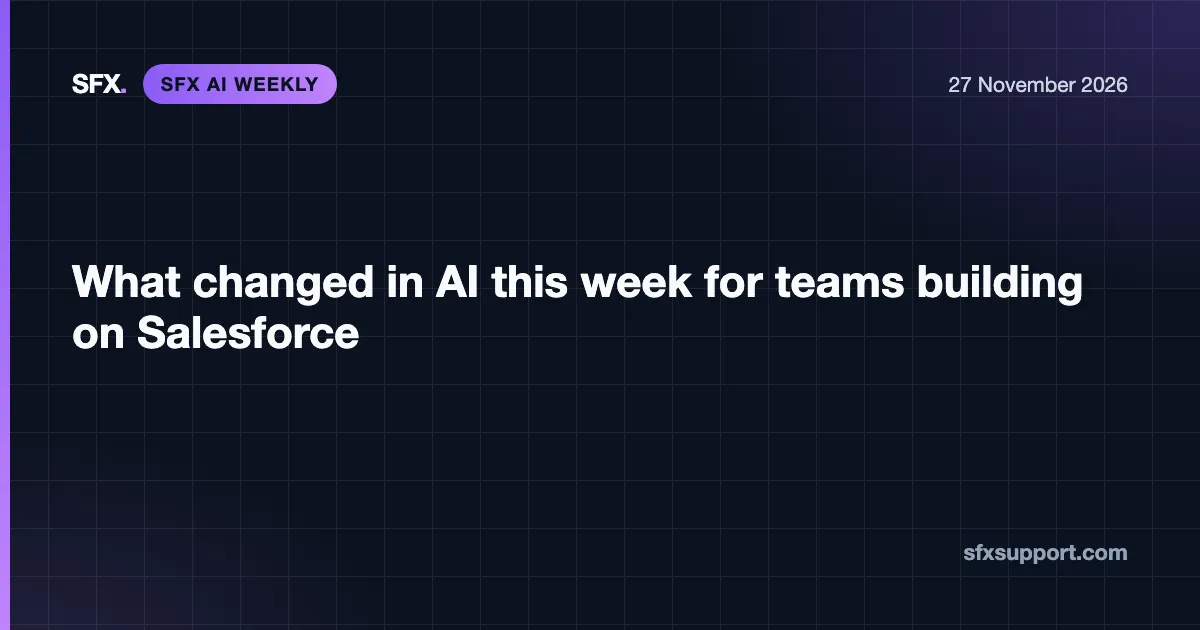 SFX.
SFX AI WEEKLY
27 November 2026
What changed in AI this week for teams building
on Salesforce
sfxsupport.com